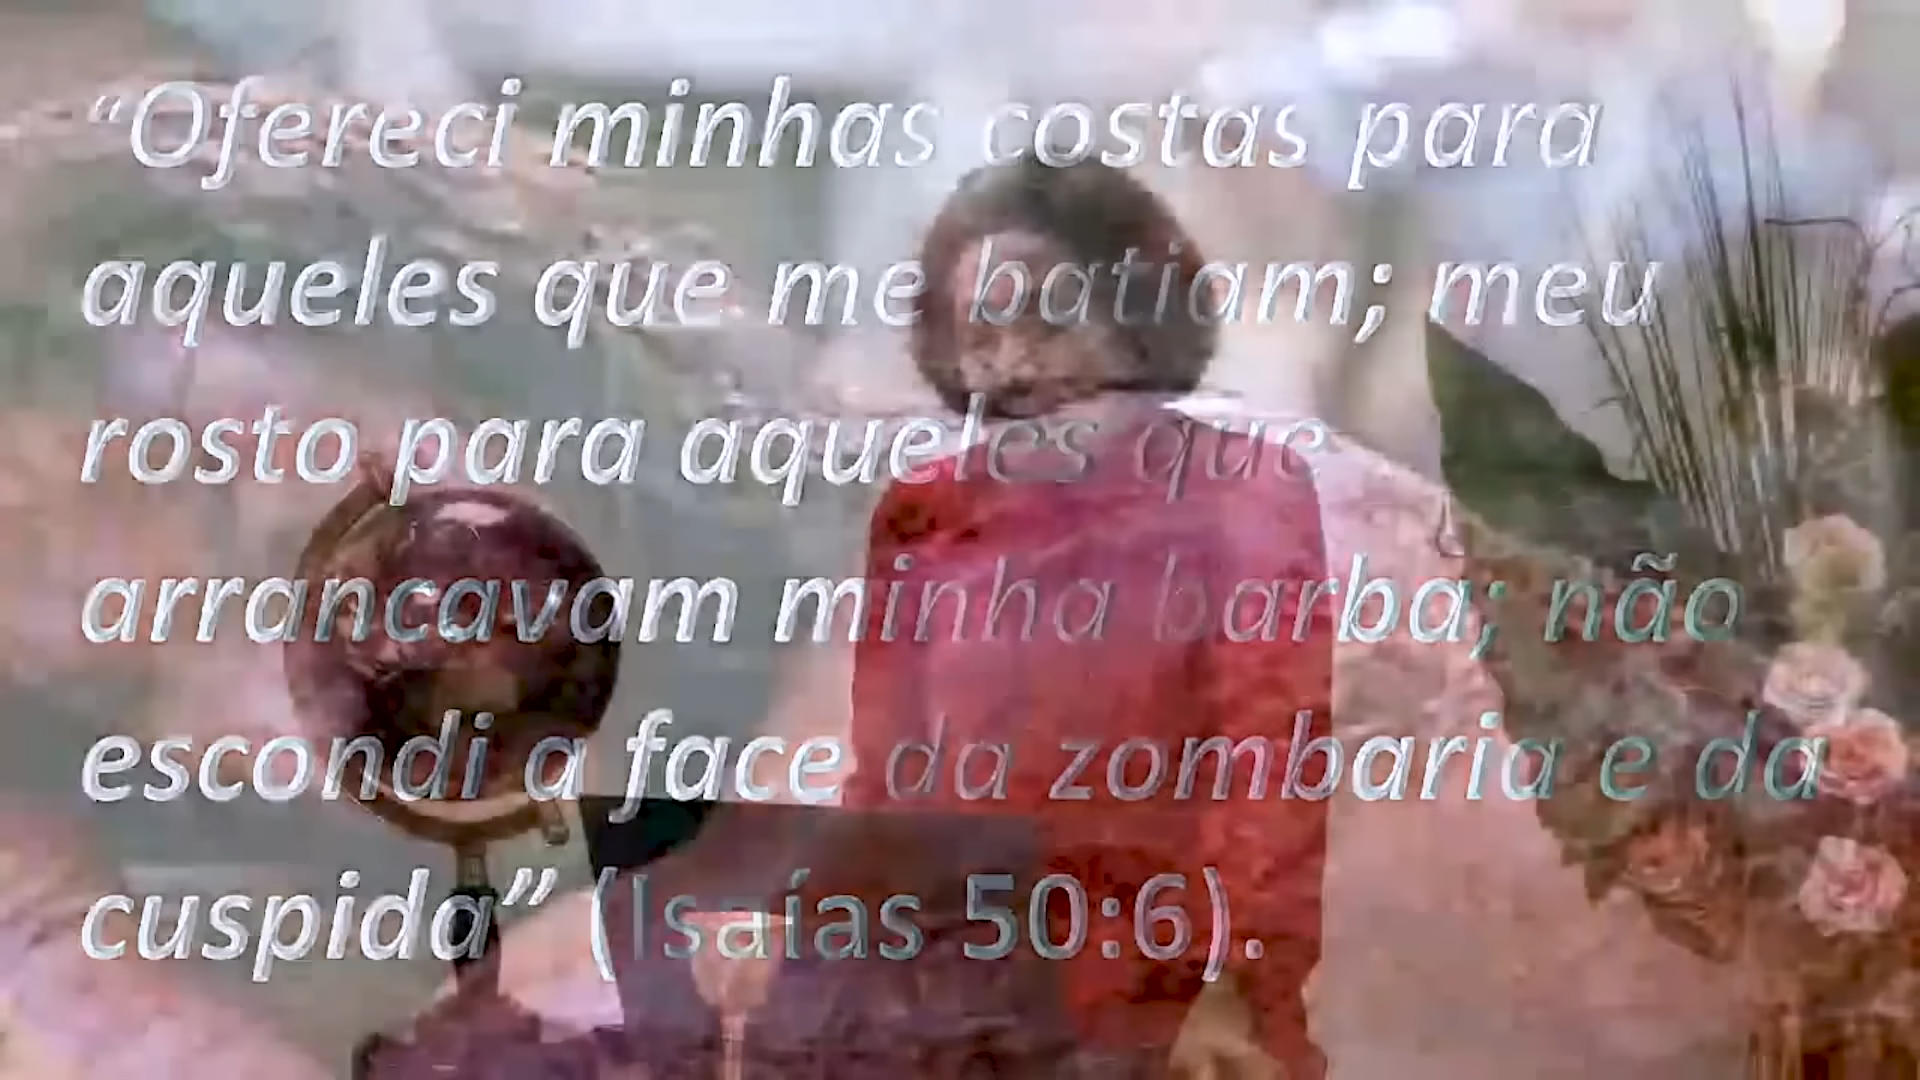 “Ofereci minhas costas para
aqueles que me batiam; meu
rosto para aqueles que
arrancavam minha barba; não
escondi a face da zombaria e da
cuspida” (Isaías 50:6).